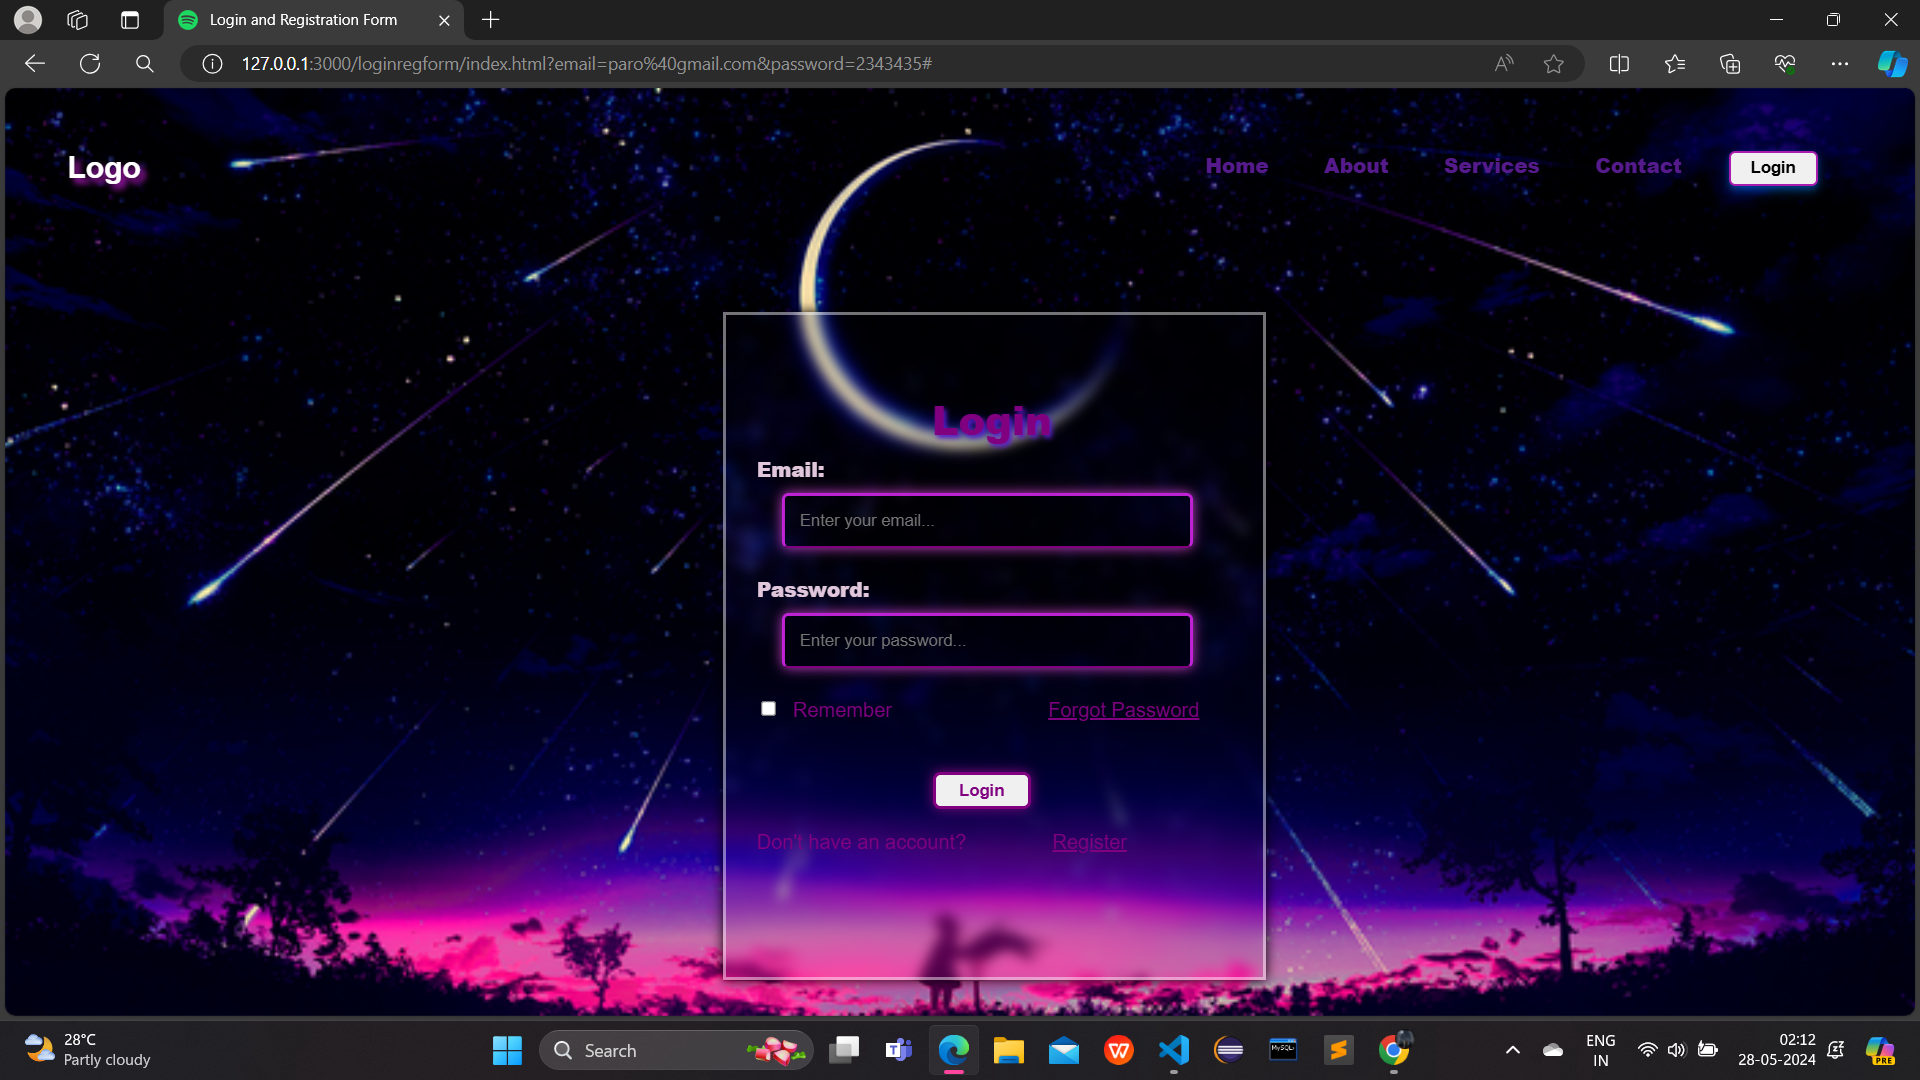 Login and Registration Form
127.0.0.1:3000/loginregform/index.html?email=paro%40gmail.com&password=2343435#
Logo
Home About Services Contact Login
Login
Email:
Enter your email...
Password:
Enter your password...
Remember Forgot Password
Login
Don't have an account? Register
28°C
Partly cloudy
Search
MySQL
ENG
IN
02:12
28-05-2024
PRE